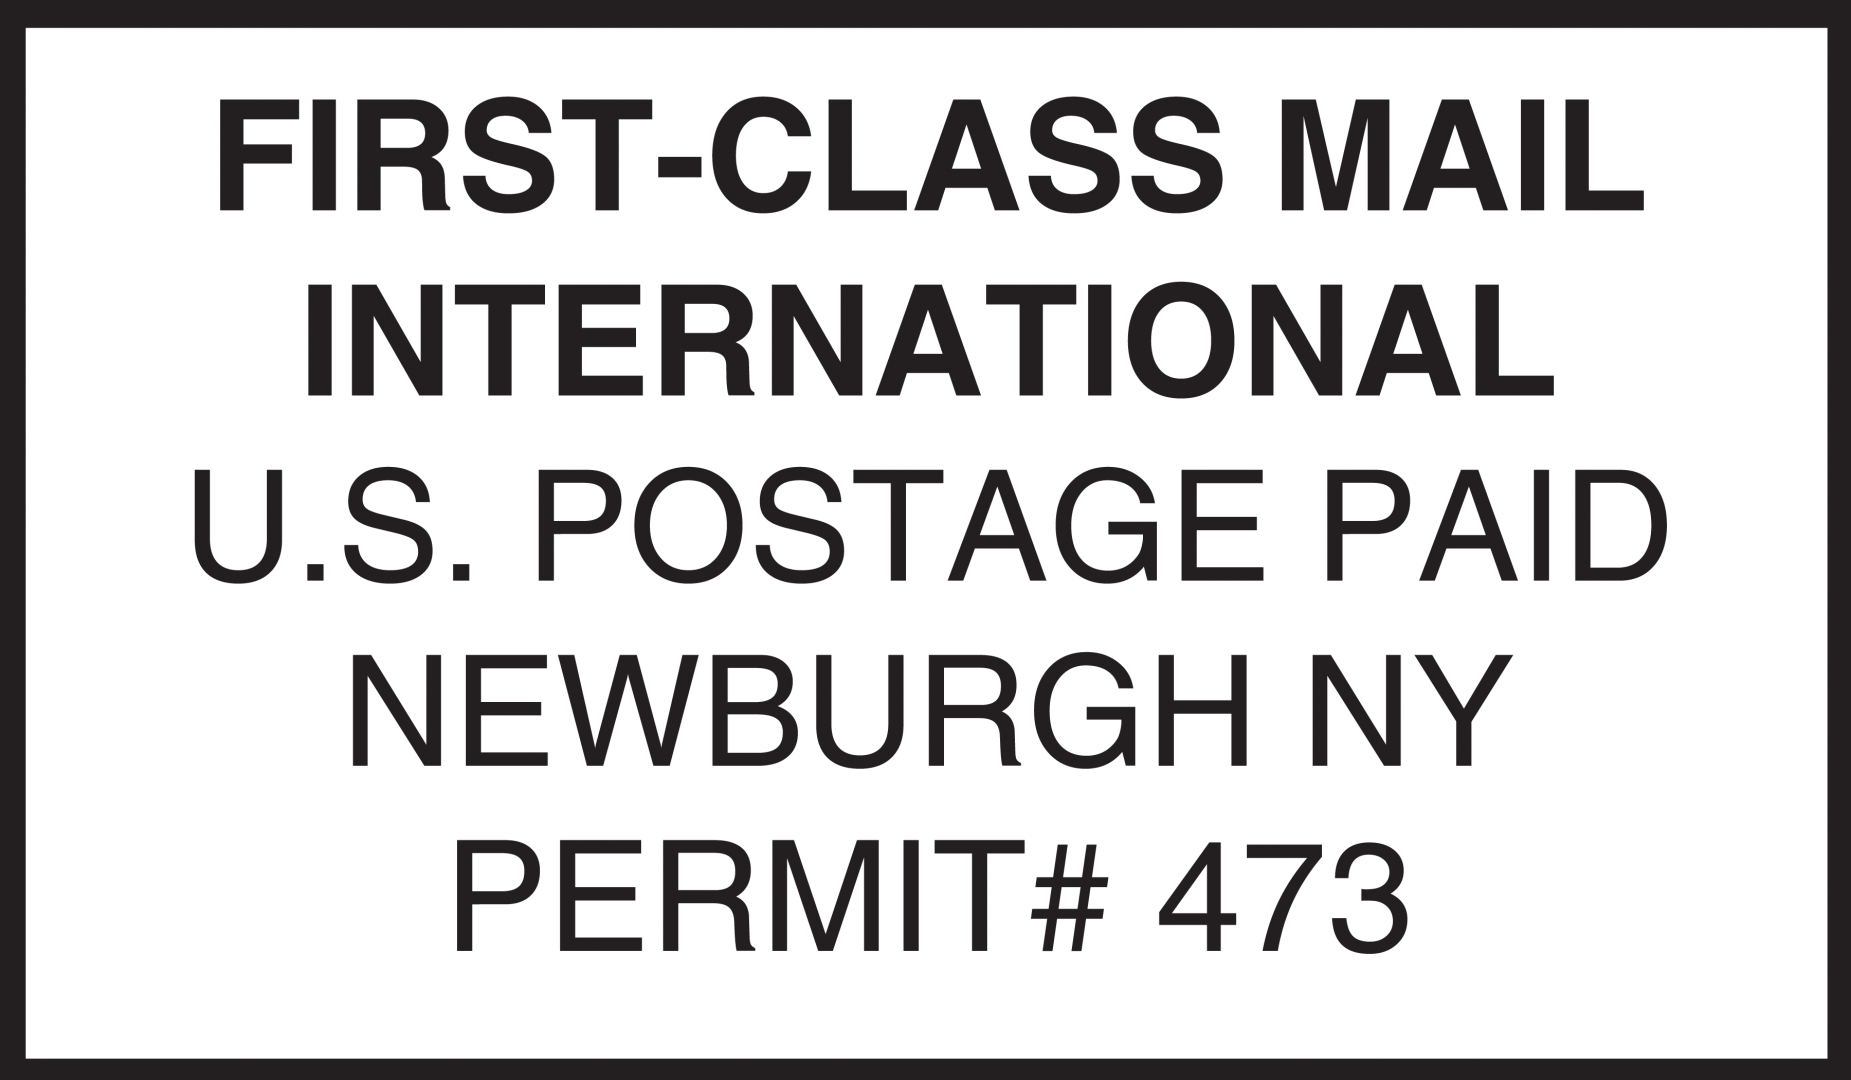 FIRST-CLASS MAIL
INTERNATIONAL
U.S. POSTAGE PAID
NEWBURGH NY
PERMIT# 473